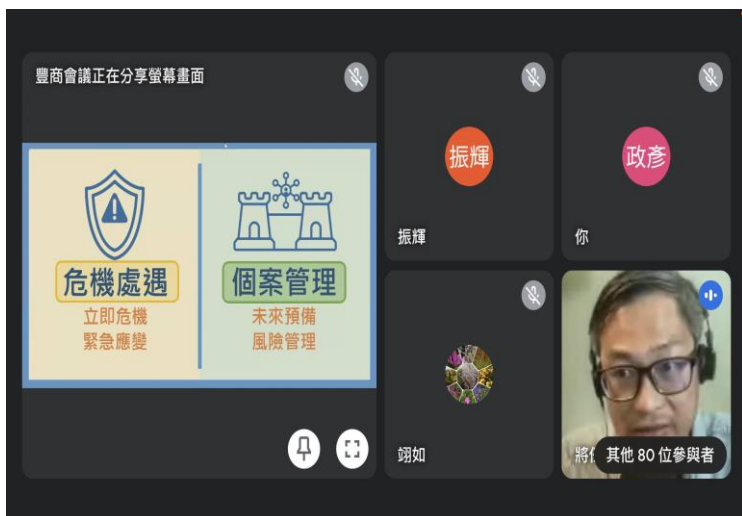 豐商會議正在分享螢幕畫面
危機處遇
立即危機
緊急應變
個案管理
未來預備
風險管理
振輝
振輝
政彥
你
翊如
將
其他 80 位參與者